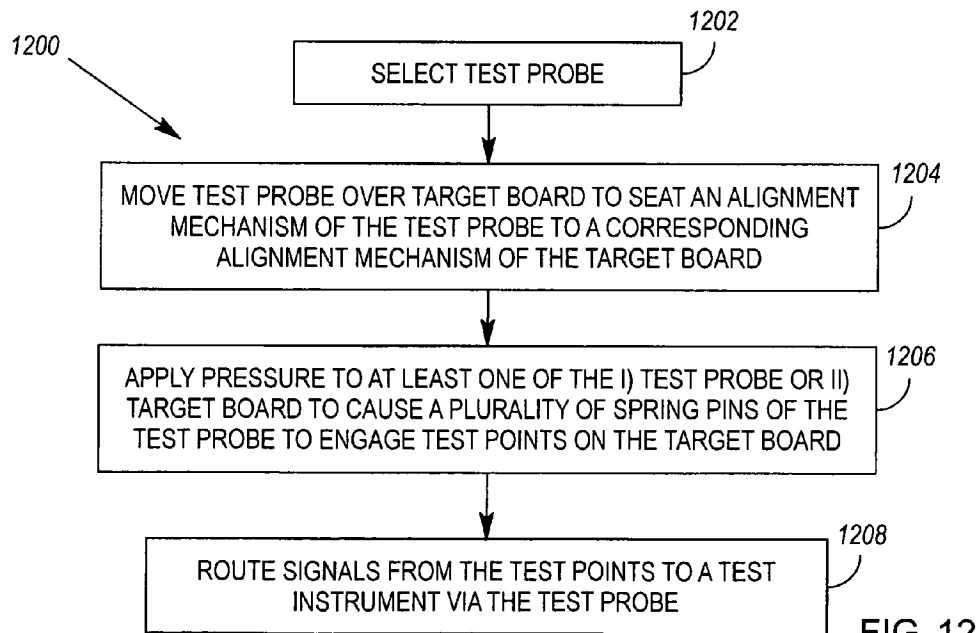 1200
1202
SELECT TEST PROBE
1204
MOVE TEST PROBE OVER TARGET BOARD TO SEAT AN ALIGNMENT
MECHANISM OF THE TEST PROBE TO A CORRESPONDING
ALIGNMENT MECHANISM OF THE TARGET BOARD
1206
APPLY PRESSURE TO AT LEAST ONE OF THE I) TEST PROBE OR II)
TARGET BOARD TO CAUSE A PLURALITY OF SPRING PINS OF THE
TEST PROBE TO ENGAGE TEST POINTS ON THE TARGET BOARD
1208
ROUTE SIGNALS FROM THE TEST POINTS TO A TEST
INSTRUMENT VIA THE TEST PROBE
FIG. 12